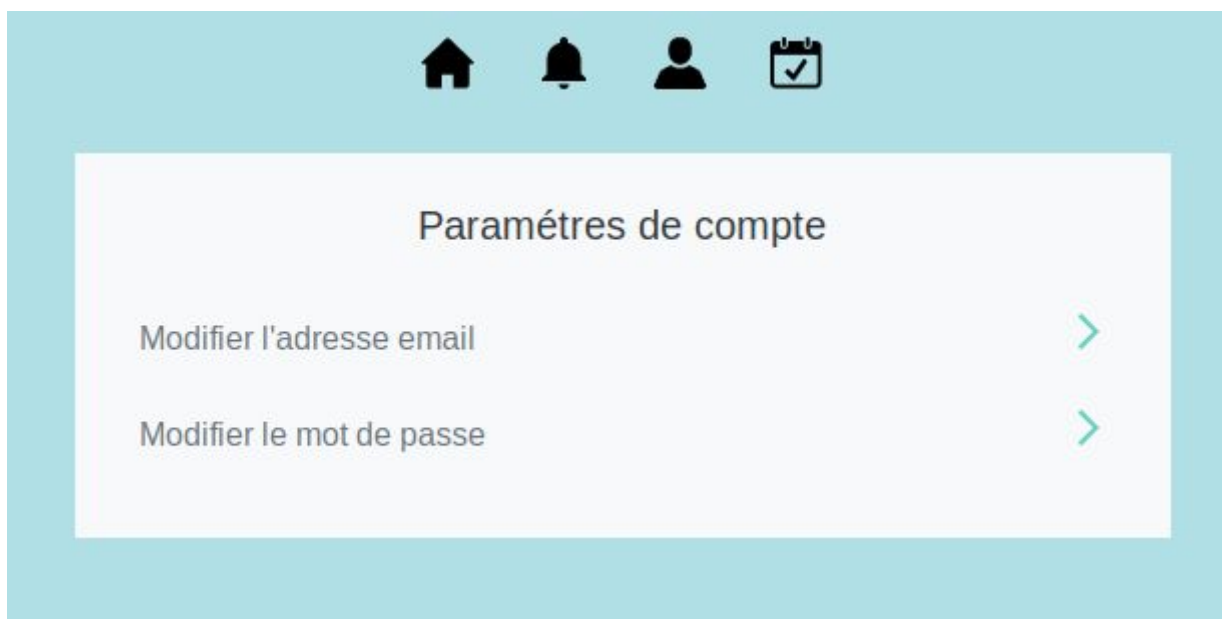 Paramétres de compte
Modifier l'adresse email
Modifier le mot de passe